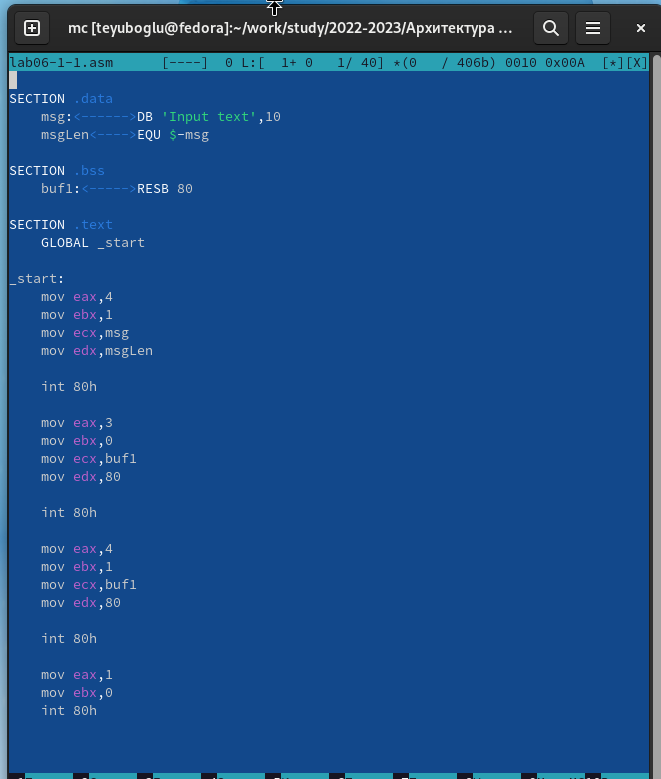 mc [teyuboglu@fedora]:~/work/study/2022-2023/Архитектура ...
lab06-1-1.asm [----] 0 L:[ 1+ 0 1/ 40] *(0 / 406b) 0010 0x00A [*][X]
SECTION .data
msg:<------>DB 'Input text',10
msgLen<---->EQU $-msg
SECTION .bss
buf1:<----->RESB 80
SECTION .text
GLOBAL _start
_start:
mov eax,4
mov ebx,1
mov ecx,msg
mov edx,msgLen
int 80h
mov eax,3
mov ebx,0
mov ecx,buf1
mov edx,80
int 80h
mov eax,4
mov ebx,1
mov ecx,buf1
mov edx,80
int 80h
mov eax,1
mov ebx,0
int 80h